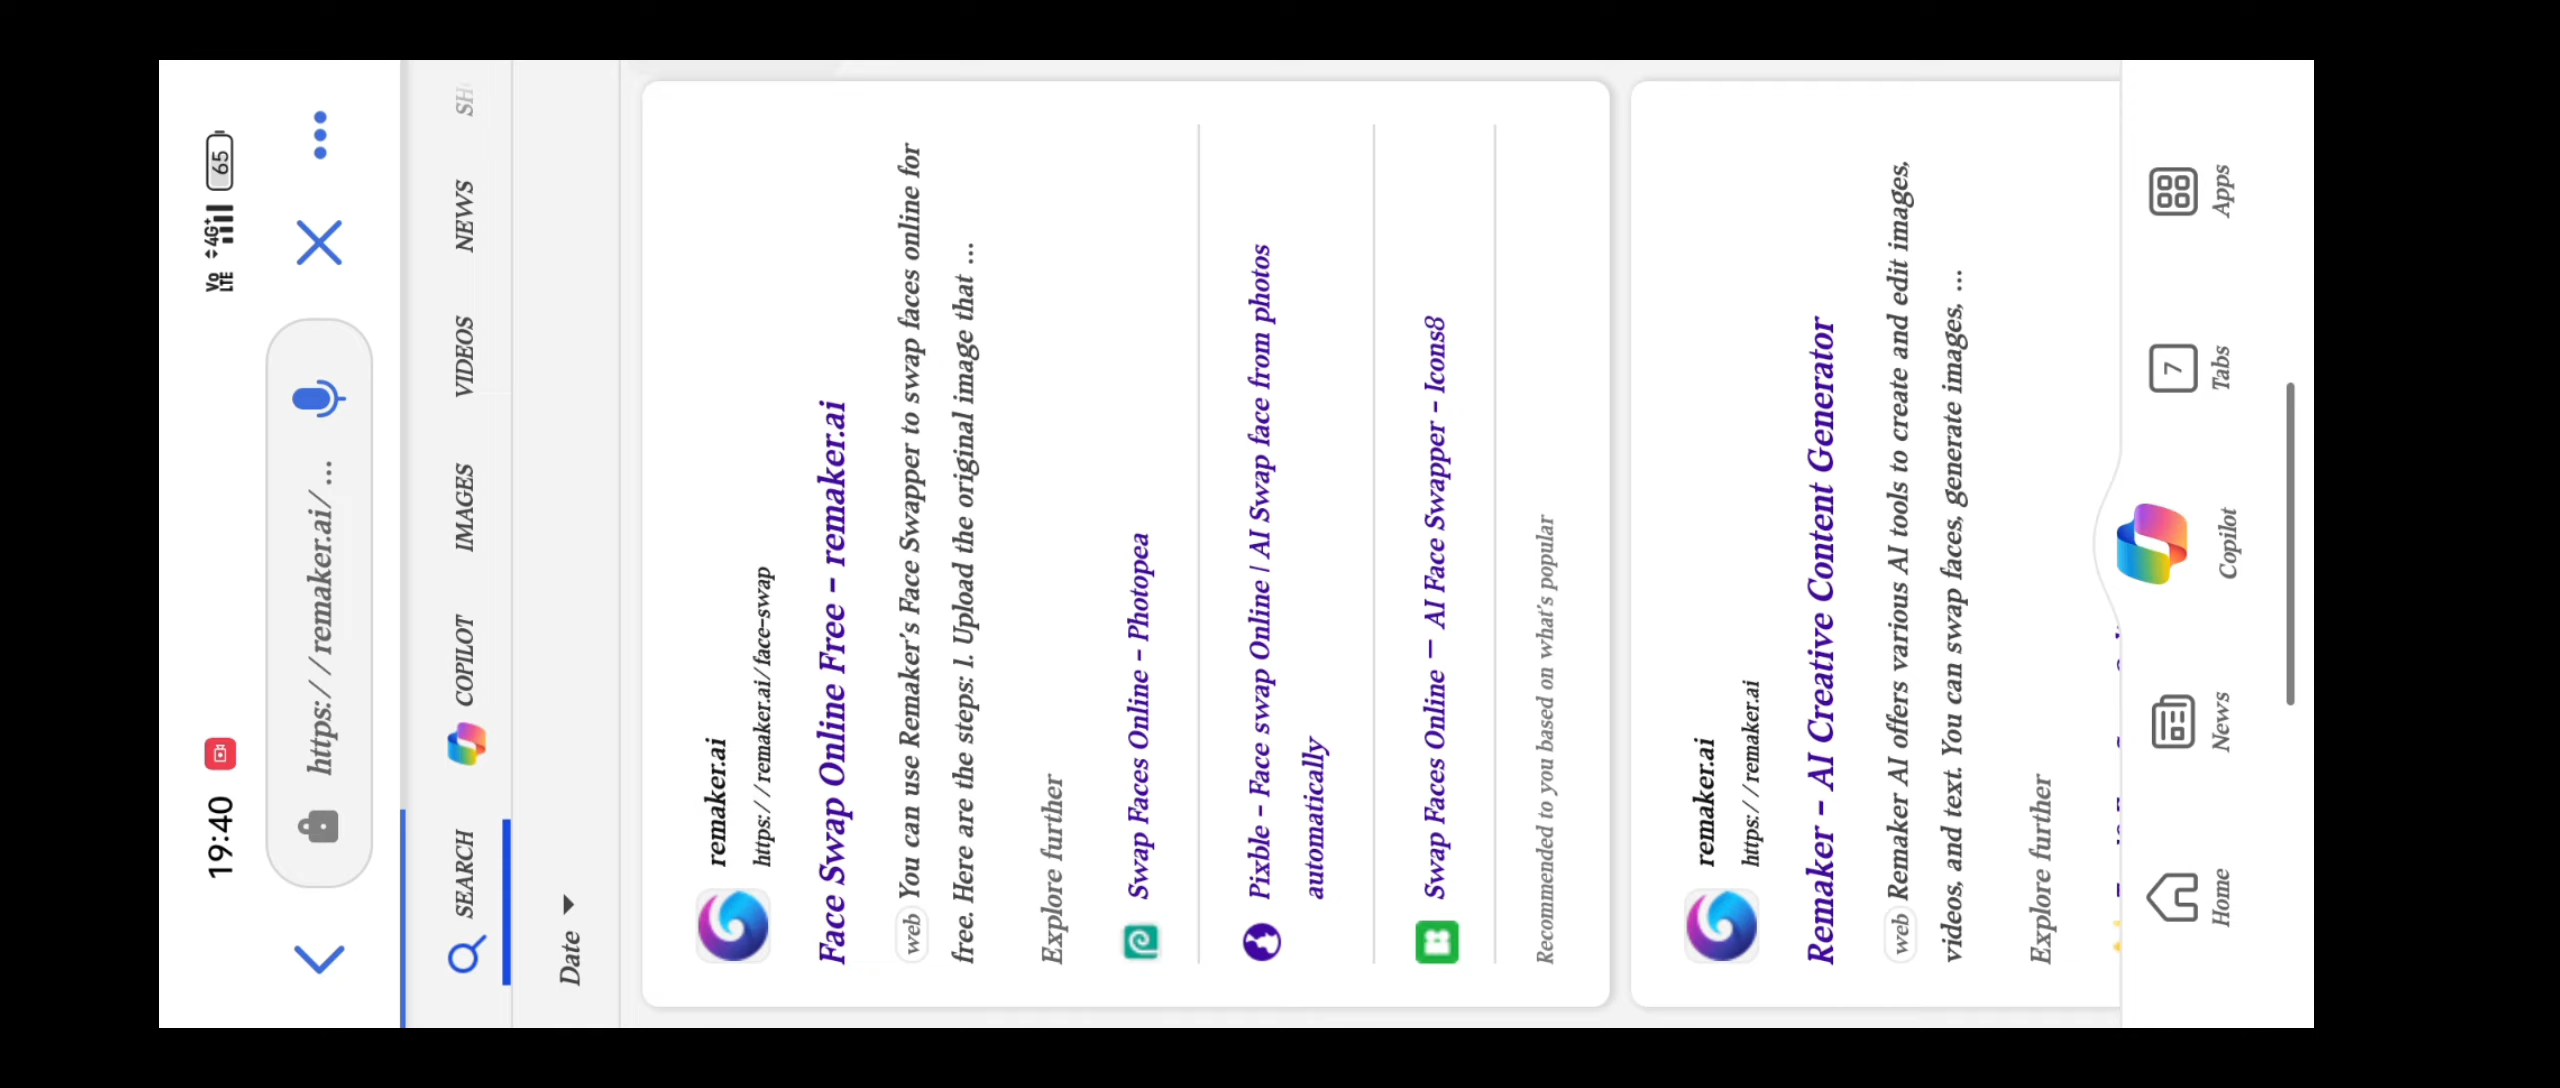 19:40
Vo LTE 4G+ 65
https://remaker.ai/ ...
SEARCH COPILOT IMAGES VIDEOS NEWS
Date
remaker.ai
https://remaker.ai/face-swap
Face Swap Online Free - remaker.ai
web You can use Remaker's Face Swapper to swap faces online for
free. Here are the steps: 1. Upload the original image that ...
Explore further
Swap Faces Online - Photopea
Pixble - Face swap Online | AI Swap face from photos
automatically
Swap Faces Online — AI Face Swapper - Icons8
Recommended to you based on what's popular
remaker.ai
https://remaker.ai
Remaker - AI Creative Content Generator
web Remaker AI offers various AI tools to create and edit images,
videos, and text. You can swap faces, generate images, ...
Explore further
7
Home News Copilot Tabs Apps